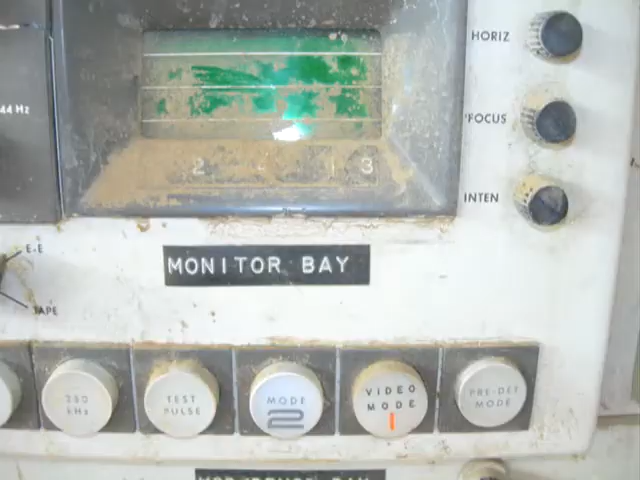 HORIZ
44 Hz
FOCUS
2 1 3
INTEN
E-E
MONITOR BAY
TAPE
TEST
PULSE
MODE
2
VIDEO
MODE
1
PRE-DET
MODE
kHz